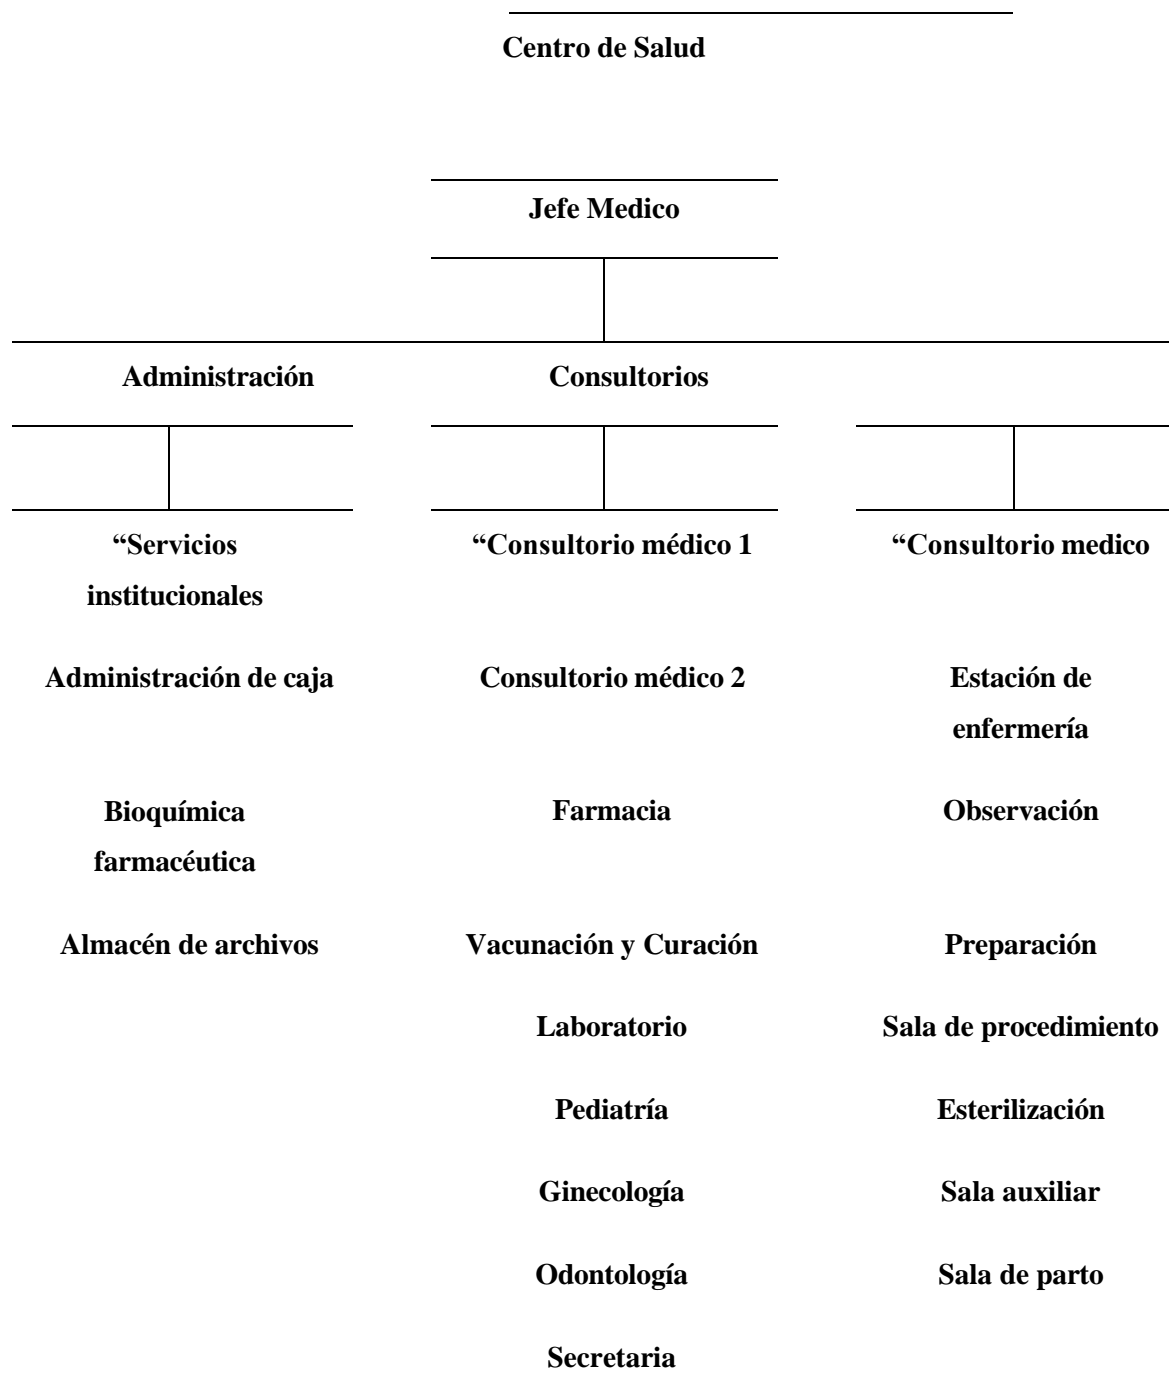 Centro de Salud
Jefe Medico
Administración
Consultorios
“Servicios
institucionales
Administración de caja
Bioquímica
farmacéutica
Almacén de archivos
“Consultorio médico 1
Consultorio médico 2
Farmacia
Vacunación y Curación
Laboratorio
Pediatría
Ginecología
Odontología
Secretaria
“Consultorio medico
Estación de
enfermería
Observación
Preparación
Sala de procedimiento
Esterilización
Sala auxiliar
Sala de parto